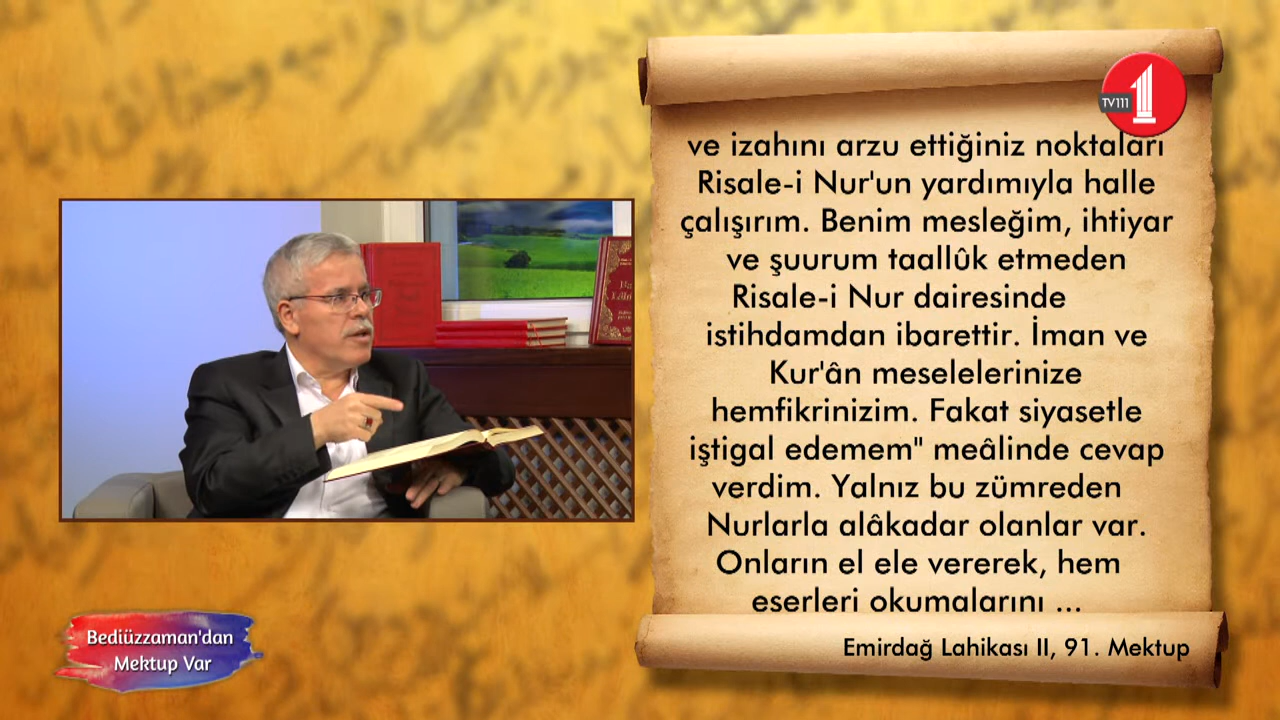 TV111
1
ve izahını arzu ettiğiniz noktaları
Risale-i Nur'un yardımıyla halle
çalışırım. Benim mesleğim, ihtiyar
ve şuurum taallûk etmeden
Risale-i Nur dairesinde
istihdamdan ibarettir. İman ve
Kur'ân meselelerinize
hemfikrinizim. Fakat siyasetle
iştigal edemem" meâlinde cevap
verdim. Yalnız bu zümreden
Nurlarla alâkadar olanlar var.
Onların el ele vererek, hem
eserleri okumalarını ...
Emirdağ Lahikası II, 91. Mektup
Bediüzzaman'dan
Mektup Var